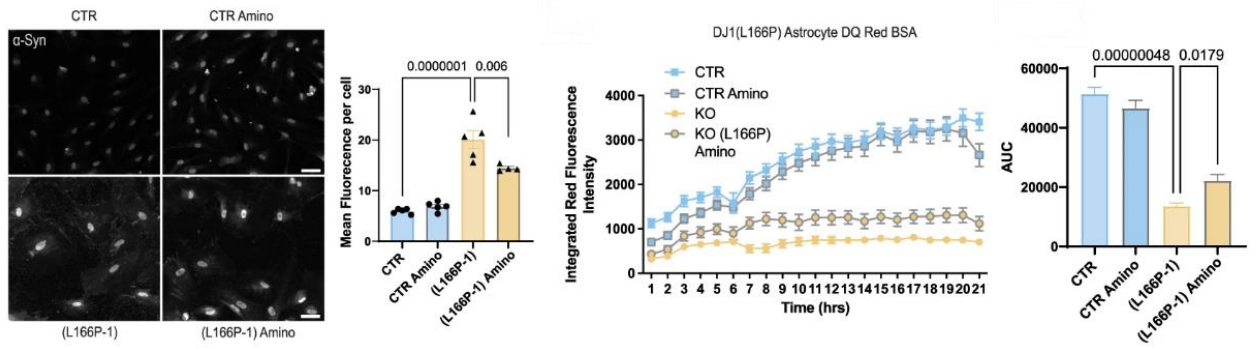 CTR
CTR Amino
α-Syn
(L166P-1)
(L166P-1) Amino
0.0000001
0.006
Mean Fluorecence per cell
30
20
10
0
CTR
CTR Amino
(L166P-1)
(L166P-1) Amino
DJ1(L166P) Astrocyte DQ Red BSA
CTR
CTR Amino
KO
KO (L166P)
Amino
Integrated Red Fluorescence
Intensity
4000
3000
2000
1000
0
1 2 3 4 5 6 7 8 9 10 11 12 13 14 15 16 17 18 19 20 21
Time (hrs)
0.00000048
0.0179
AUC
60000
40000
20000
0
CTR
CTR Amino
(L166P-1)
(L166P-1) Amino